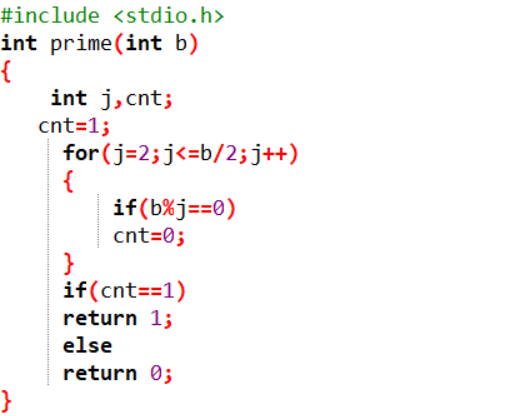 #include <stdio.h>
int prime(int b)
{
    int j,cnt;
   cnt=1;
     for(j=2;j<=b/2;j++)
     {
         if(b%j==0)
         cnt=0;
     }
     if(cnt==1)
     return 1;
     else
     return 0;
}